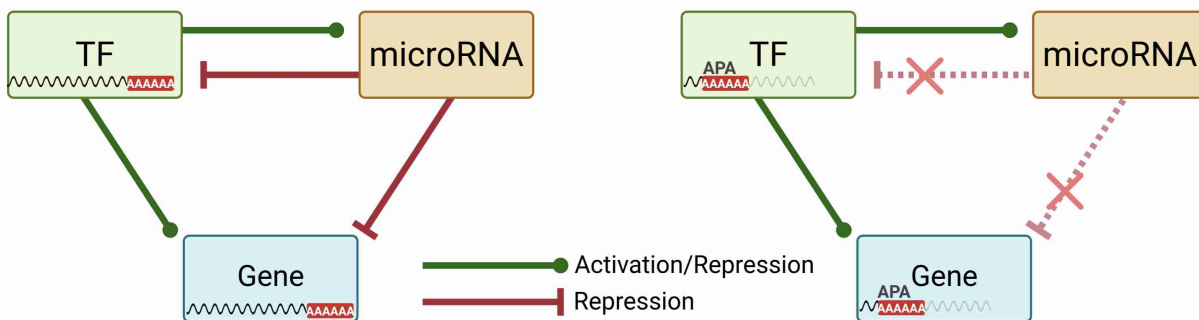 TF
AAAAAA
microRNA
Gene
AAAAAA
Activation/Repression
Repression
APA
TF
AAAAAA
microRNA
APA
Gene
AAAAAA